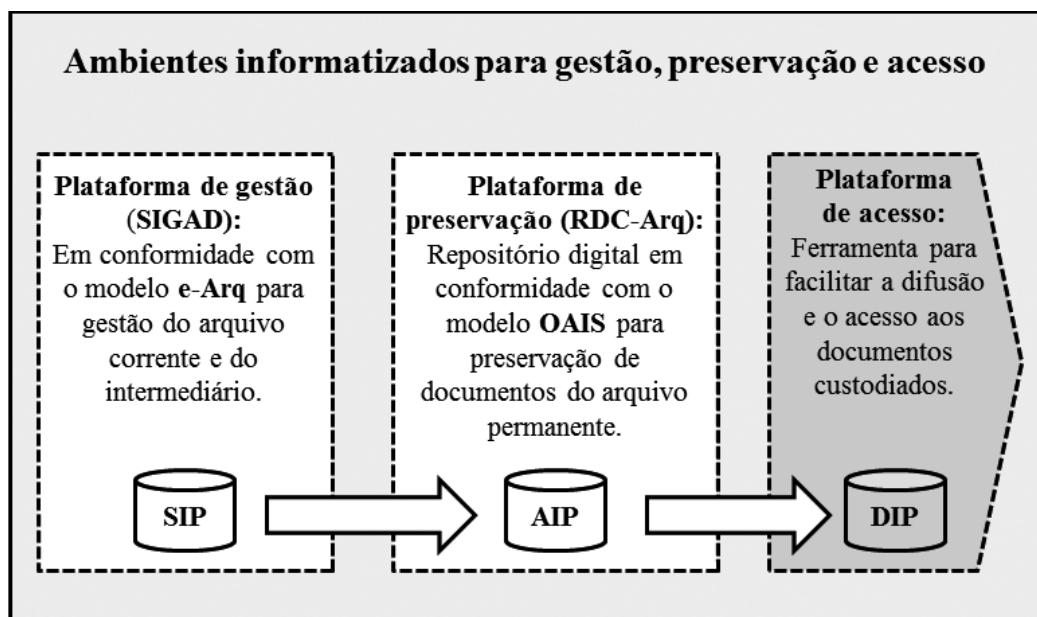 Ambientes informatizados para gestão, preservação e acesso
Plataforma de gestão
(SIGAD):
Em conformidade com
o modelo e-Arq para
gestão do arquivo
corrente e do
intermediário.
SIP
Plataforma de
preservação (RDC-Arq):
Repositório digital em
conformidade com o
modelo OAIS para
preservação de
documentos do arquivo
permanente.
AIP
Plataforma
de acesso:
Ferramenta para
facilitar a difusão
e o acesso aos
documentos
custodiados.
DIP